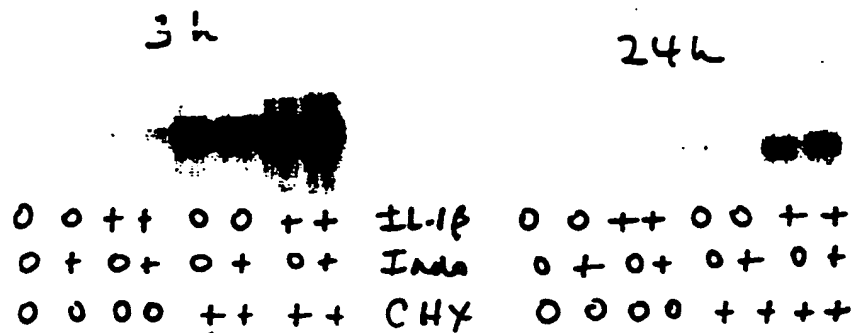 3h 24h
0 0 + + 0 0 + + IL-1β 0 0 + + 0 0 + +
0 + 0 + 0 + 0 + Indo 0 + 0 + 0 + 0 +
0 0 0 0 + + + + CHX 0 0 0 0 + + + +